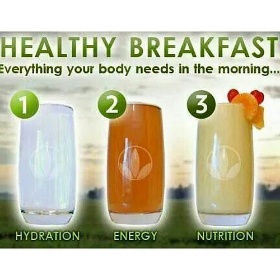 HEALTHY BREAKFAST
Everything your body needs in the morning...
1 2 3
HYDRATION ENERGY NUTRITION